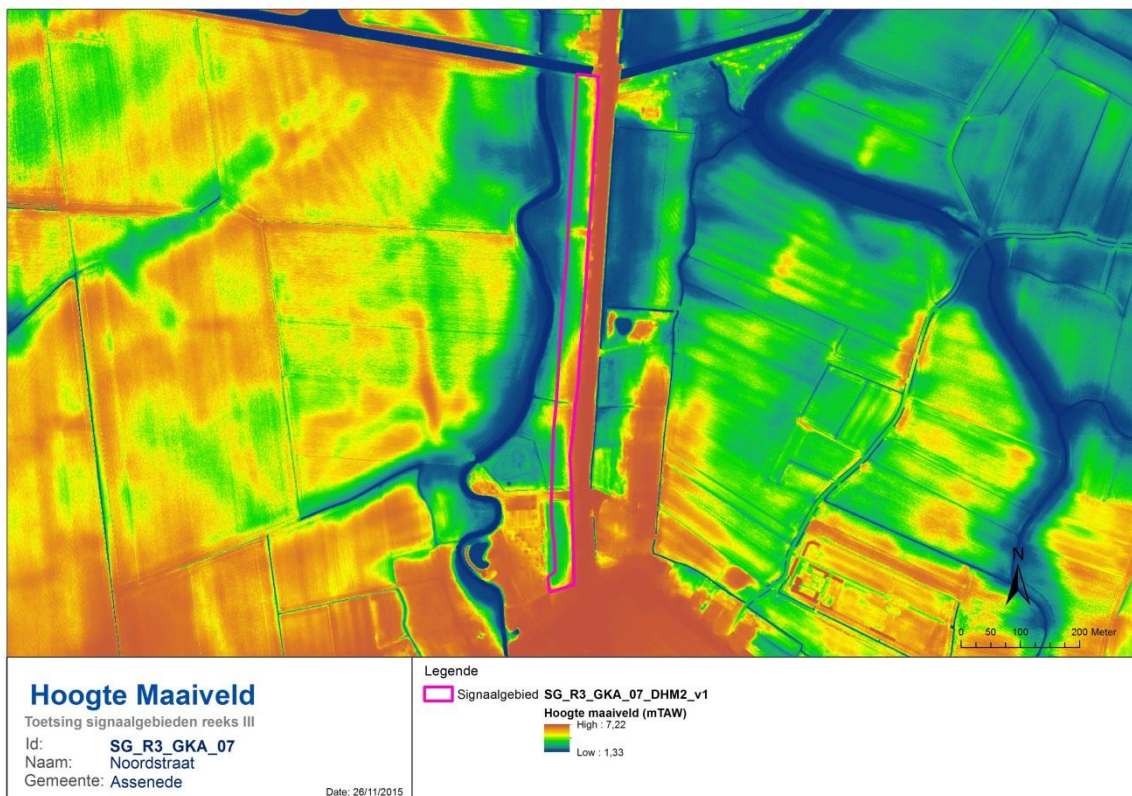 N
0 50 100 200 Meter
Hoogte Maaiveld
Toetsing signaalgebieden reeks III
Id: SG_R3_GKA_07
Naam: Noordstraat
Gemeente: Assenede
Date: 26/11/2015
Legende
Signaalgebied SG_R3_GKA_07_DHM2_v1
Hoogte maaiveld (mTAW)
High : 7,22
Low : 1,33